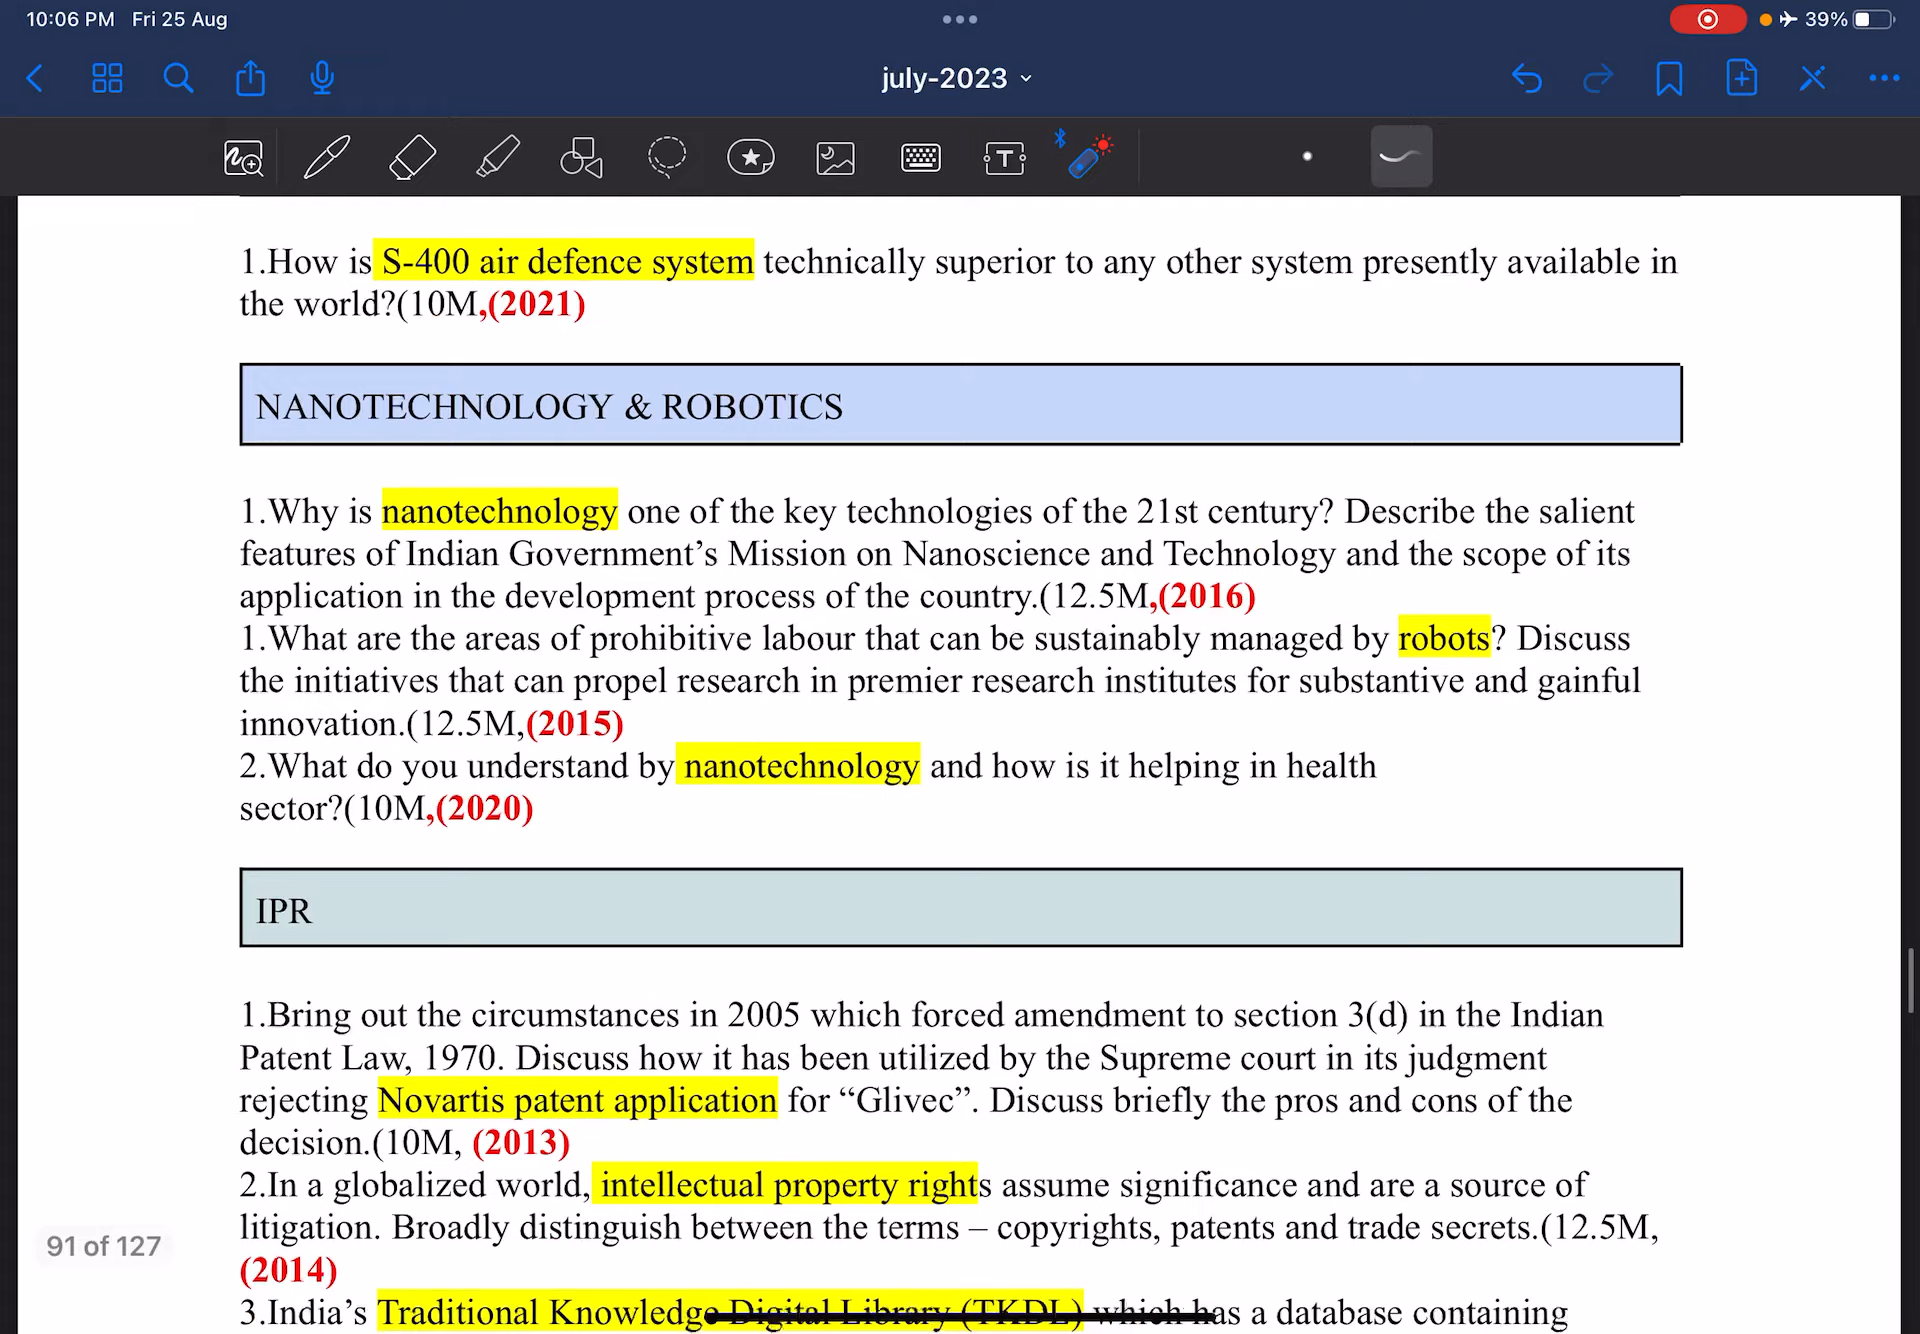 10:06 PM Fri 25 Aug
39%
july-2023
T
1.How is S-400 air defence system technically superior to any other system presently available in
the world?(10M,(2021)
NANOTECHNOLOGY & ROBOTICS
1.Why is nanotechnology one of the key technologies of the 21st century? Describe the salient
features of Indian Government’s Mission on Nanoscience and Technology and the scope of its
application in the development process of the country.(12.5M,(2016)
1.What are the areas of prohibitive labour that can be sustainably managed by robots? Discuss
the initiatives that can propel research in premier research institutes for substantive and gainful
innovation.(12.5M,(2015)
2.What do you understand by nanotechnology and how is it helping in health
sector?(10M,(2020)
IPR
1.Bring out the circumstances in 2005 which forced amendment to section 3(d) in the Indian
Patent Law, 1970. Discuss how it has been utilized by the Supreme court in its judgment
rejecting Novartis patent application for “Glivec”. Discuss briefly the pros and cons of the
decision.(10M, (2013)
2.In a globalized world, intellectual property rights assume significance and are a source of
litigation. Broadly distinguish between the terms – copyrights, patents and trade secrets.(12.5M,
91 of 127
(2014)
3.India’s Traditional Knowledge Digital Library (TKDL) which has a database containing